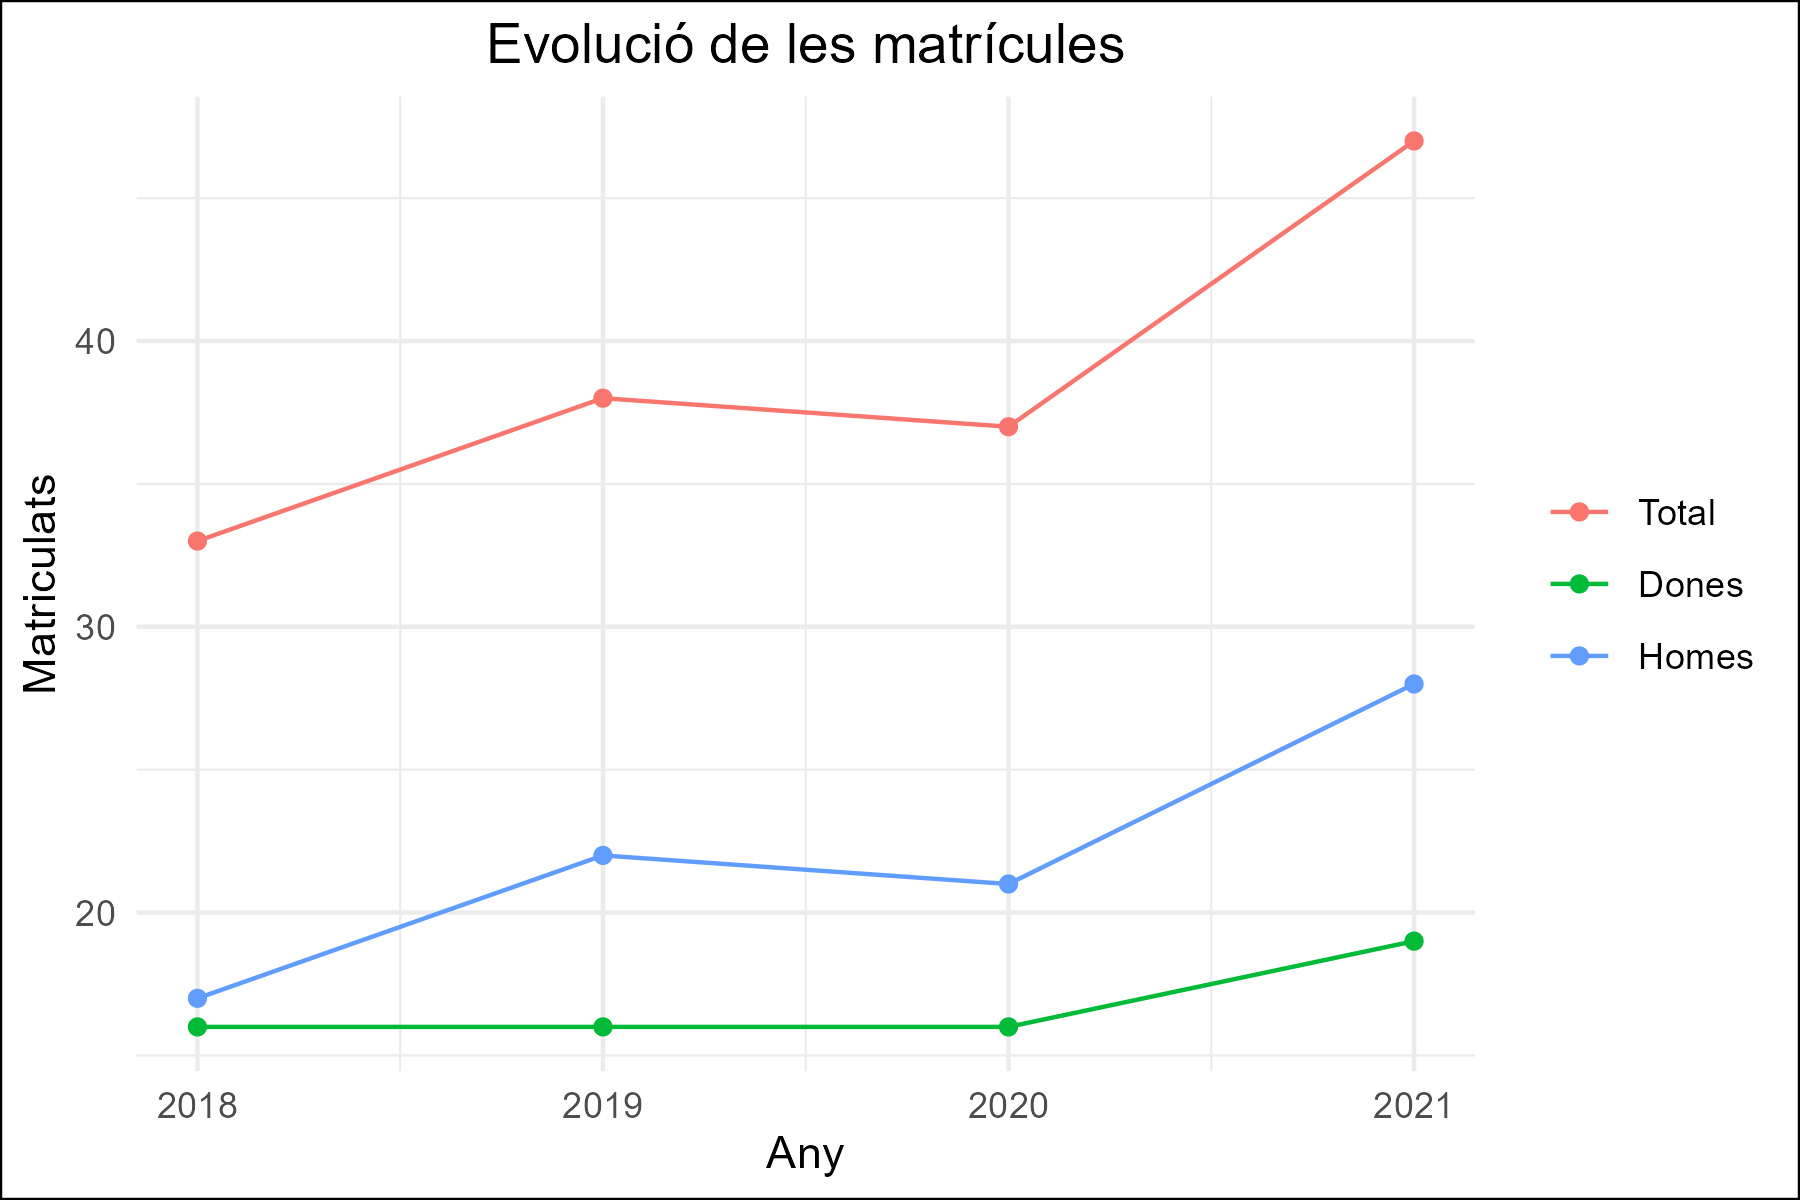 Evolució de les matrícules
Matriculats
40
30
20
2018 2019 2020 2021
Any
Total
Dones
Homes